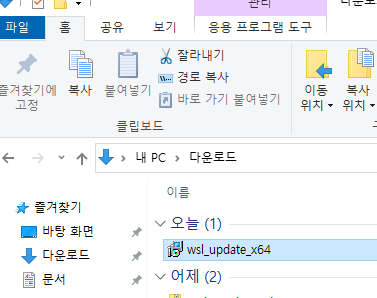 관리
다운로드
파일 홈 공유 보기 응용 프로그램 도구
즐겨찾기에 고정
복사
붙여넣기
잘라내기
경로 복사
바로 가기 붙여넣기
이동 위치
복사 위치
클립보드
내 PC > 다운로드
이름
즐겨찾기
바탕 화면
다운로드
문서
오늘 (1)
wsl_update_x64
어제 (2)